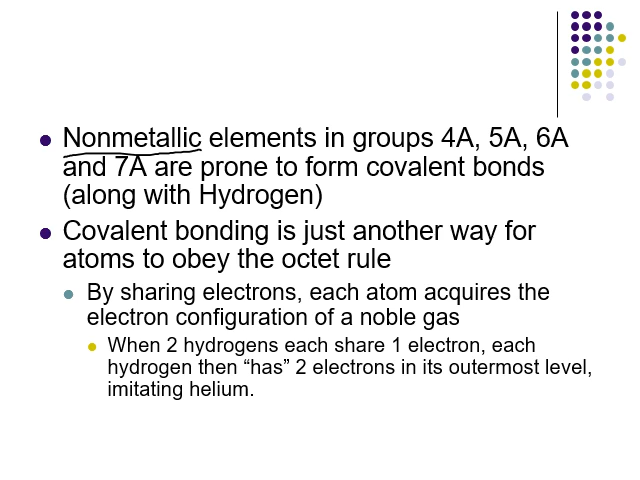 Nonmetallic elements in groups 4A, 5A, 6A
and 7A are prone to form covalent bonds
(along with Hydrogen)
Covalent bonding is just another way for
atoms to obey the octet rule
By sharing electrons, each atom acquires the
electron configuration of a noble gas
When 2 hydrogens each share 1 electron, each
hydrogen then “has” 2 electrons in its outermost level,
imitating helium.